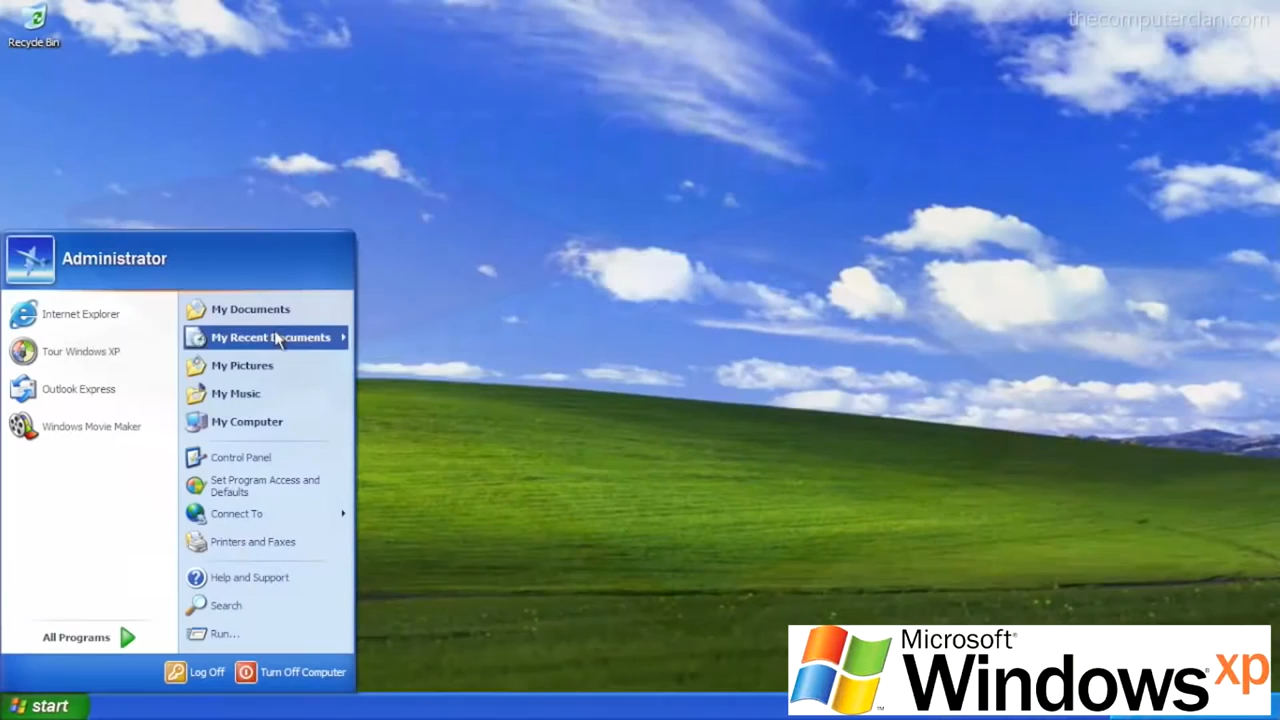 thecomputerclan.com
Recycle Bin
Administrator
Internet Explorer
Tour Windows XP
Outlook Express
Windows Movie Maker
All Programs
My Documents
My Recent Documents
My Pictures
My Music
My Computer
Control Panel
Set Program Access and
Defaults
Connect To
Printers and Faxes
Help and Support
Search
Run...
Log Off
Turn Off Computer
start
Microsoft®
Windows® xp
™